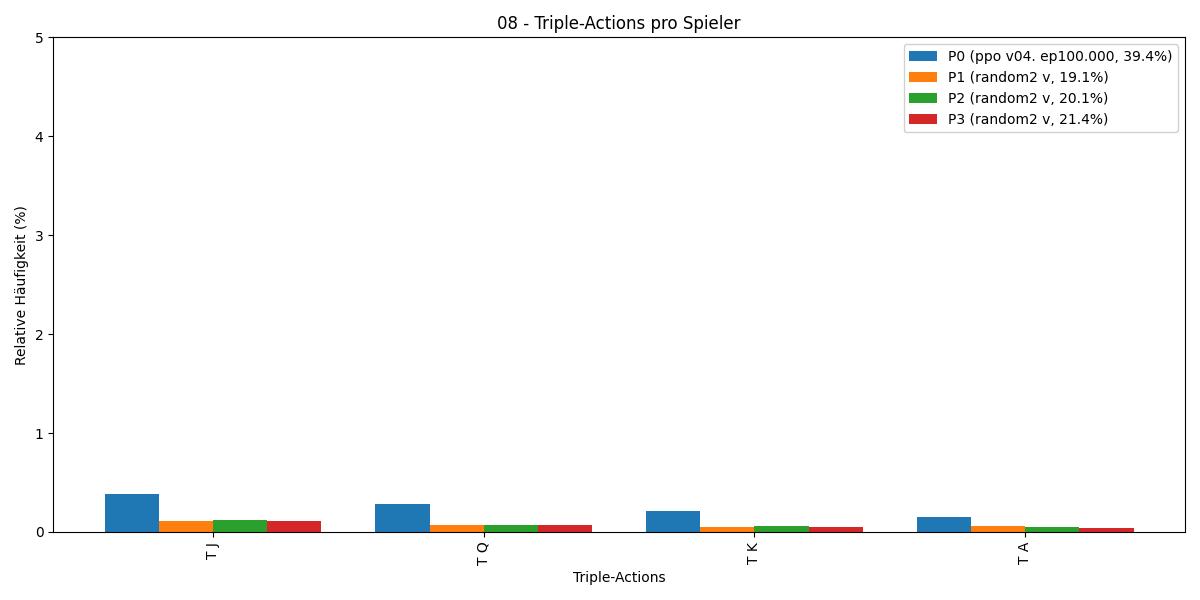 08 - Triple-Actions pro Spieler
P0 (ppo v04. ep100.000, 39.4%)
P1 (random2 v, 19.1%)
P2 (random2 v, 20.1%)
P3 (random2 v, 21.4%)
Relative Häufigkeit (%)
5
4
3
2
1
0
T J
T Q
T K
T A
Triple-Actions